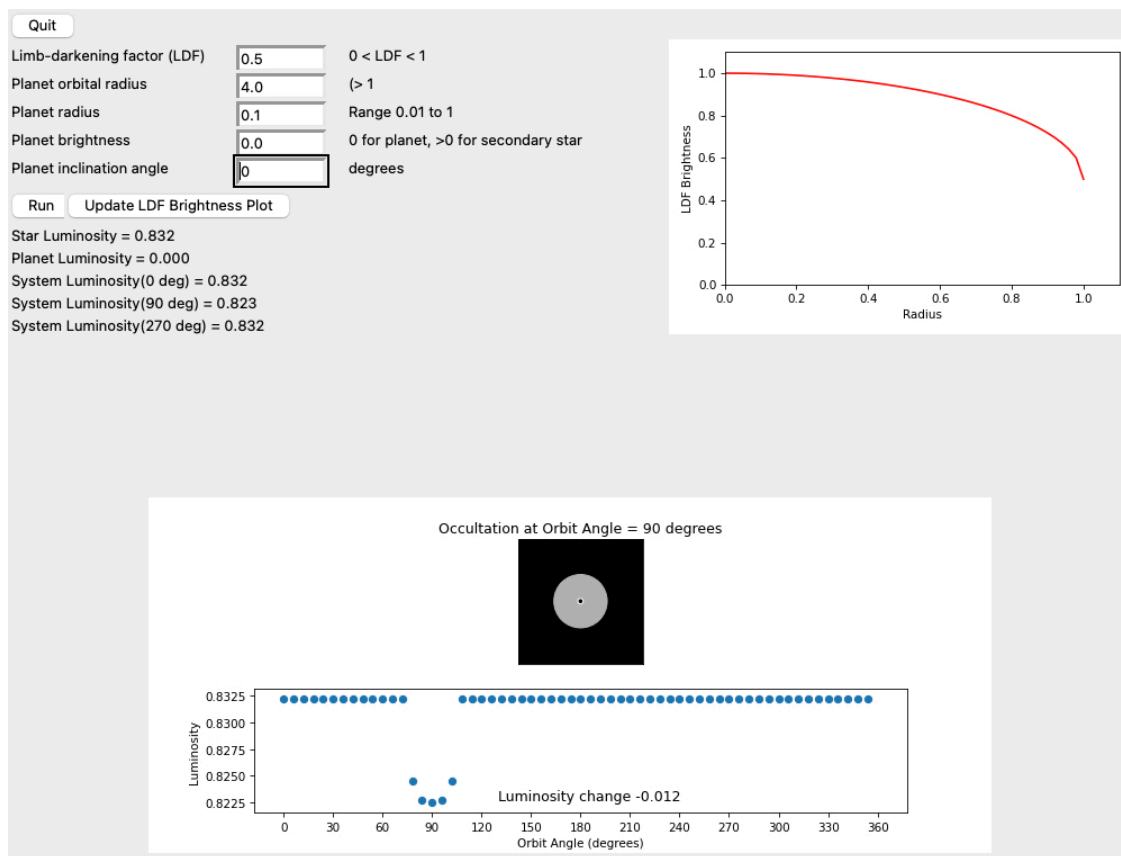 Quit
Limb-darkening factor (LDF) 0.5 0 < LDF < 1
Planet orbital radius 4.0 (> 1
Planet radius 0.1 Range 0.01 to 1
Planet brightness 0.0 0 for planet, >0 for secondary star
Planet inclination angle 0 degrees
Run Update LDF Brightness Plot
Star Luminosity = 0.832
Planet Luminosity = 0.000
System Luminosity(0 deg) = 0.832
System Luminosity(90 deg) = 0.823
System Luminosity(270 deg) = 0.832
LDF Brightness
1.0
0.8
0.6
0.4
0.2
0.0
0.0 0.2 0.4 0.6 0.8 1.0
Radius
Occultation at Orbit Angle = 90 degrees
Luminosity
0.8325
0.8300
0.8275
0.8250
0.8225
Luminosity change -0.012
0 30 60 90 120 150 180 210 240 270 300 330 360
Orbit Angle (degrees)